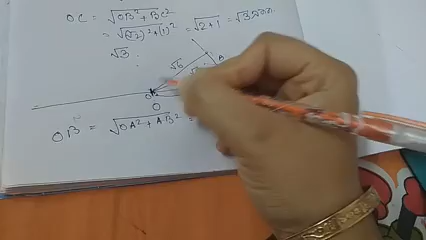 OC = √OB² + BC²
= √(√2)² + (1)² = √2+1 = √3
√3
√3 A
O
O
OB = √OA² + AB² =